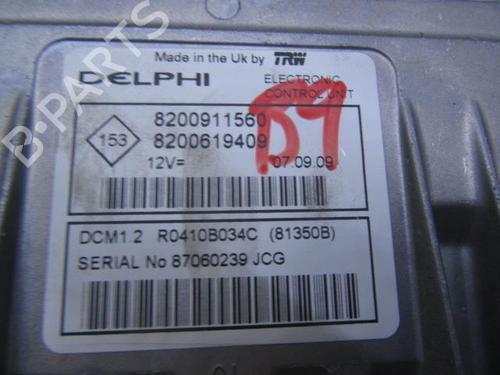 Made in the Uk by TRW
DELPHI
ELECTRONIC
CONTROL UNIT
153
8200911560
8200619409
12V=
07.09.09
DCM1.2 R0410B034C (81350B)
SERIAL No 87060239 JCG
B-PARTS